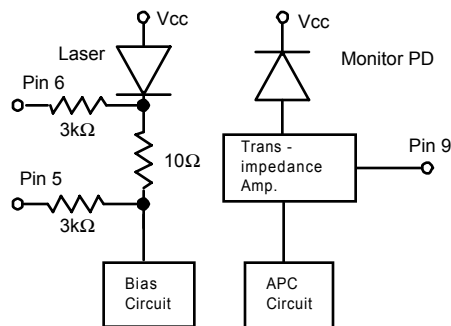 Vcc
Laser
Pin 6
3kΩ
10Ω
Pin 5
3kΩ
Bias
Circuit
Vcc
Monitor PD
Trans -
impedance
Amp.
Pin 9
APC
Circuit